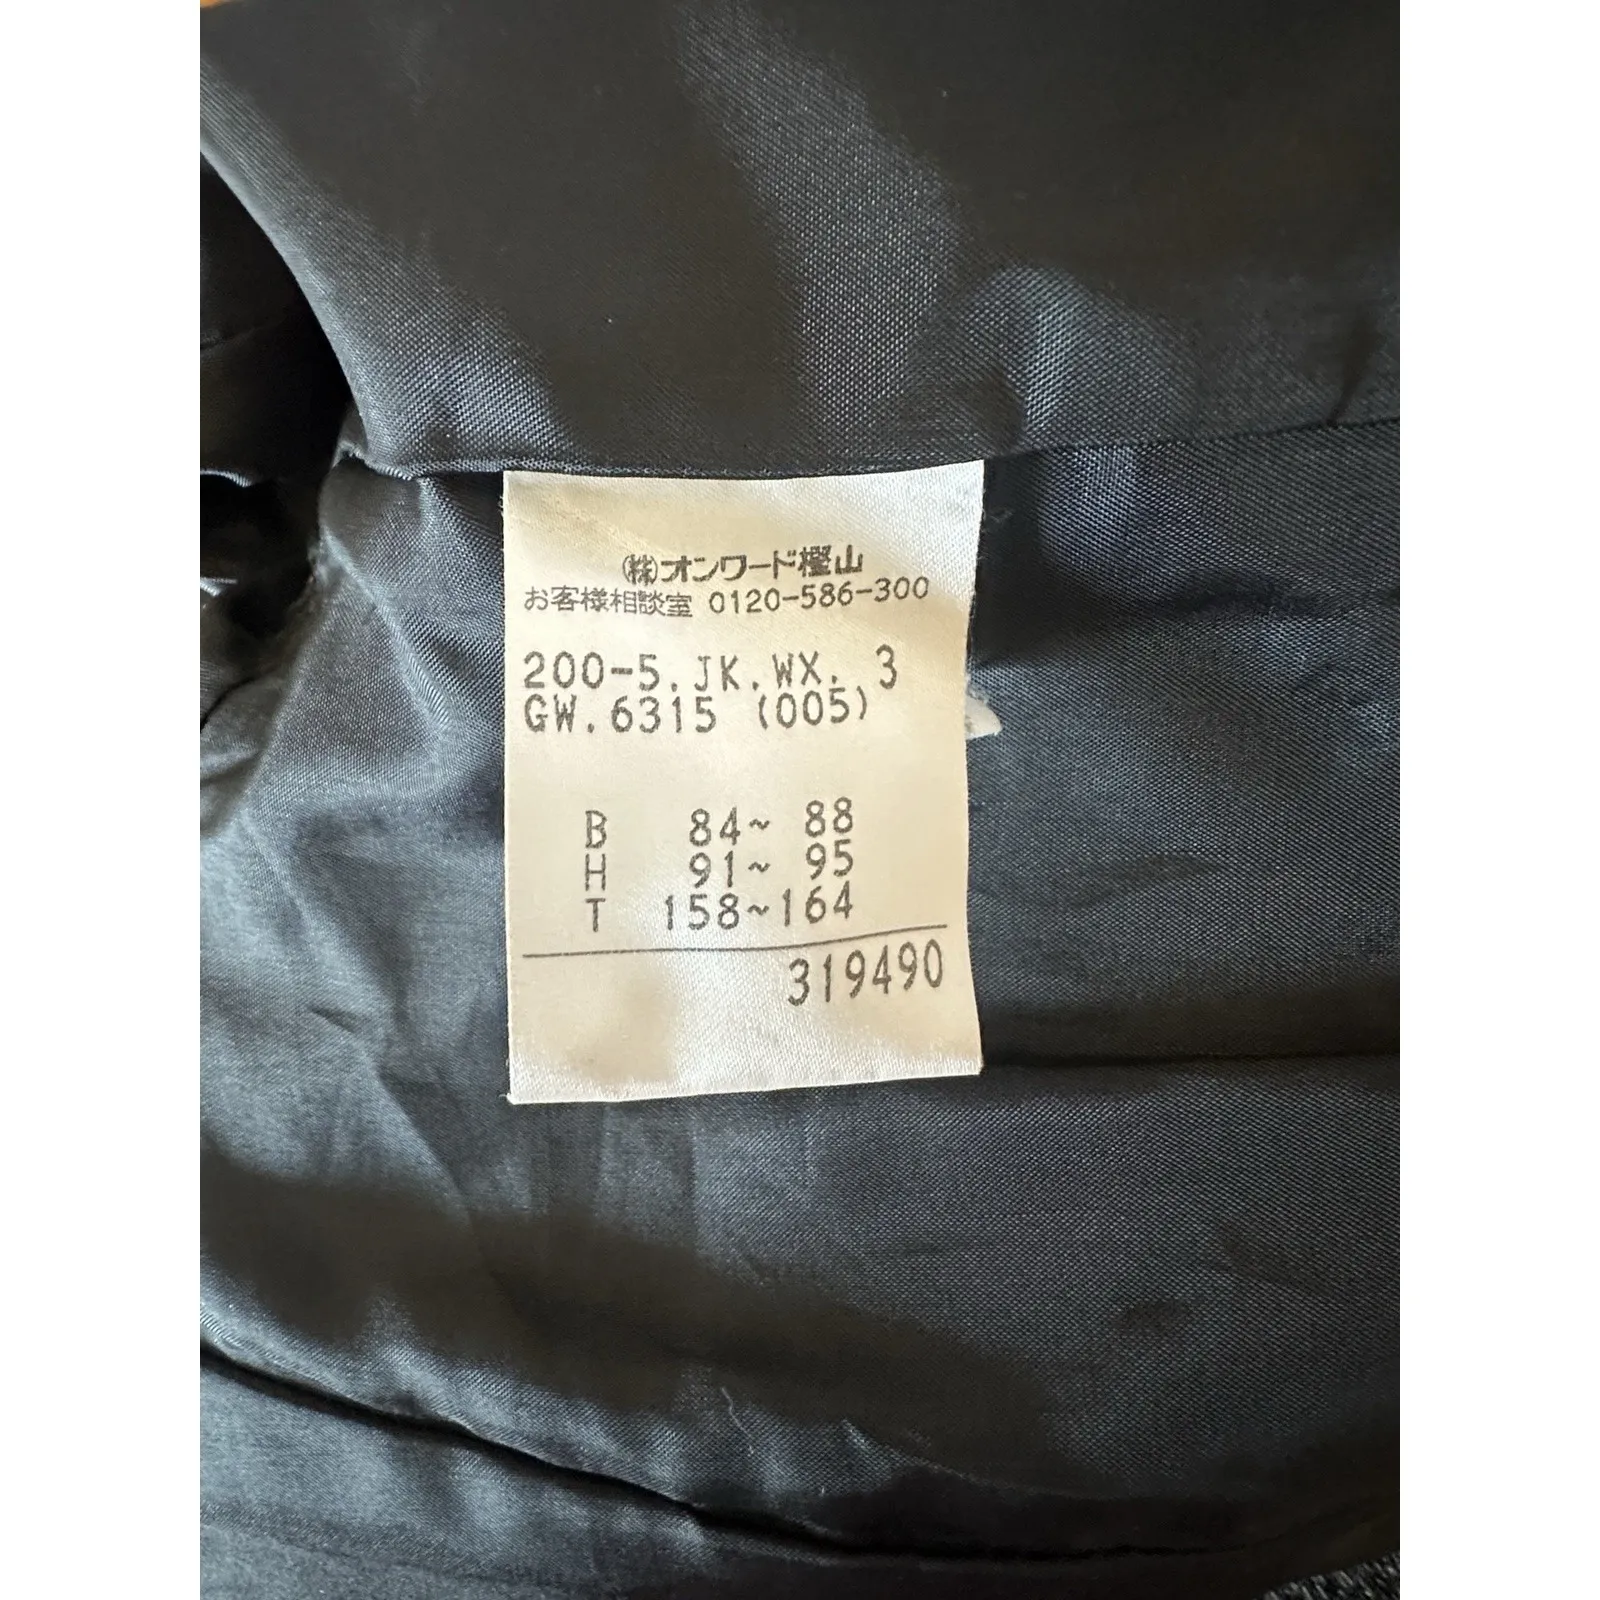 (株)オンワード樫山
お客様相談室 0120-586-300
200-5.JK.WX. 3
GW.6315 (005)
B 84~ 88
H 91~ 95
T 158~164
319490